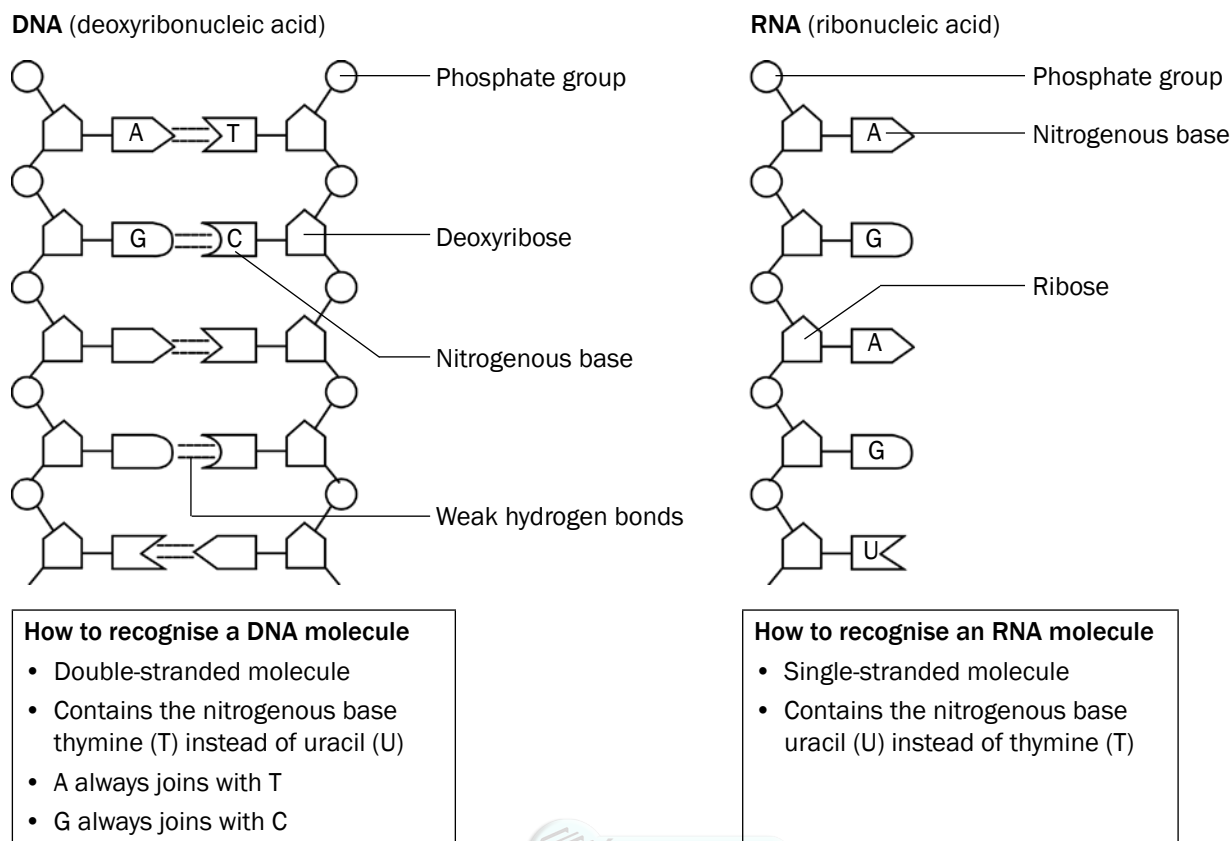 DNA (deoxyribonucleic acid)
Phosphate group
A
T
G
C
Deoxyribose
Nitrogenous base
Weak hydrogen bonds
How to recognise a DNA molecule
• Double-stranded molecule
• Contains the nitrogenous base
thymine (T) instead of uracil (U)
• A always joins with T
• G always joins with C
RNA (ribonucleic acid)
Phosphate group
A
Nitrogenous base
G
Ribose
A
G
U
How to recognise an RNA molecule
• Single-stranded molecule
• Contains the nitrogenous base
uracil (U) instead of thymine (T)